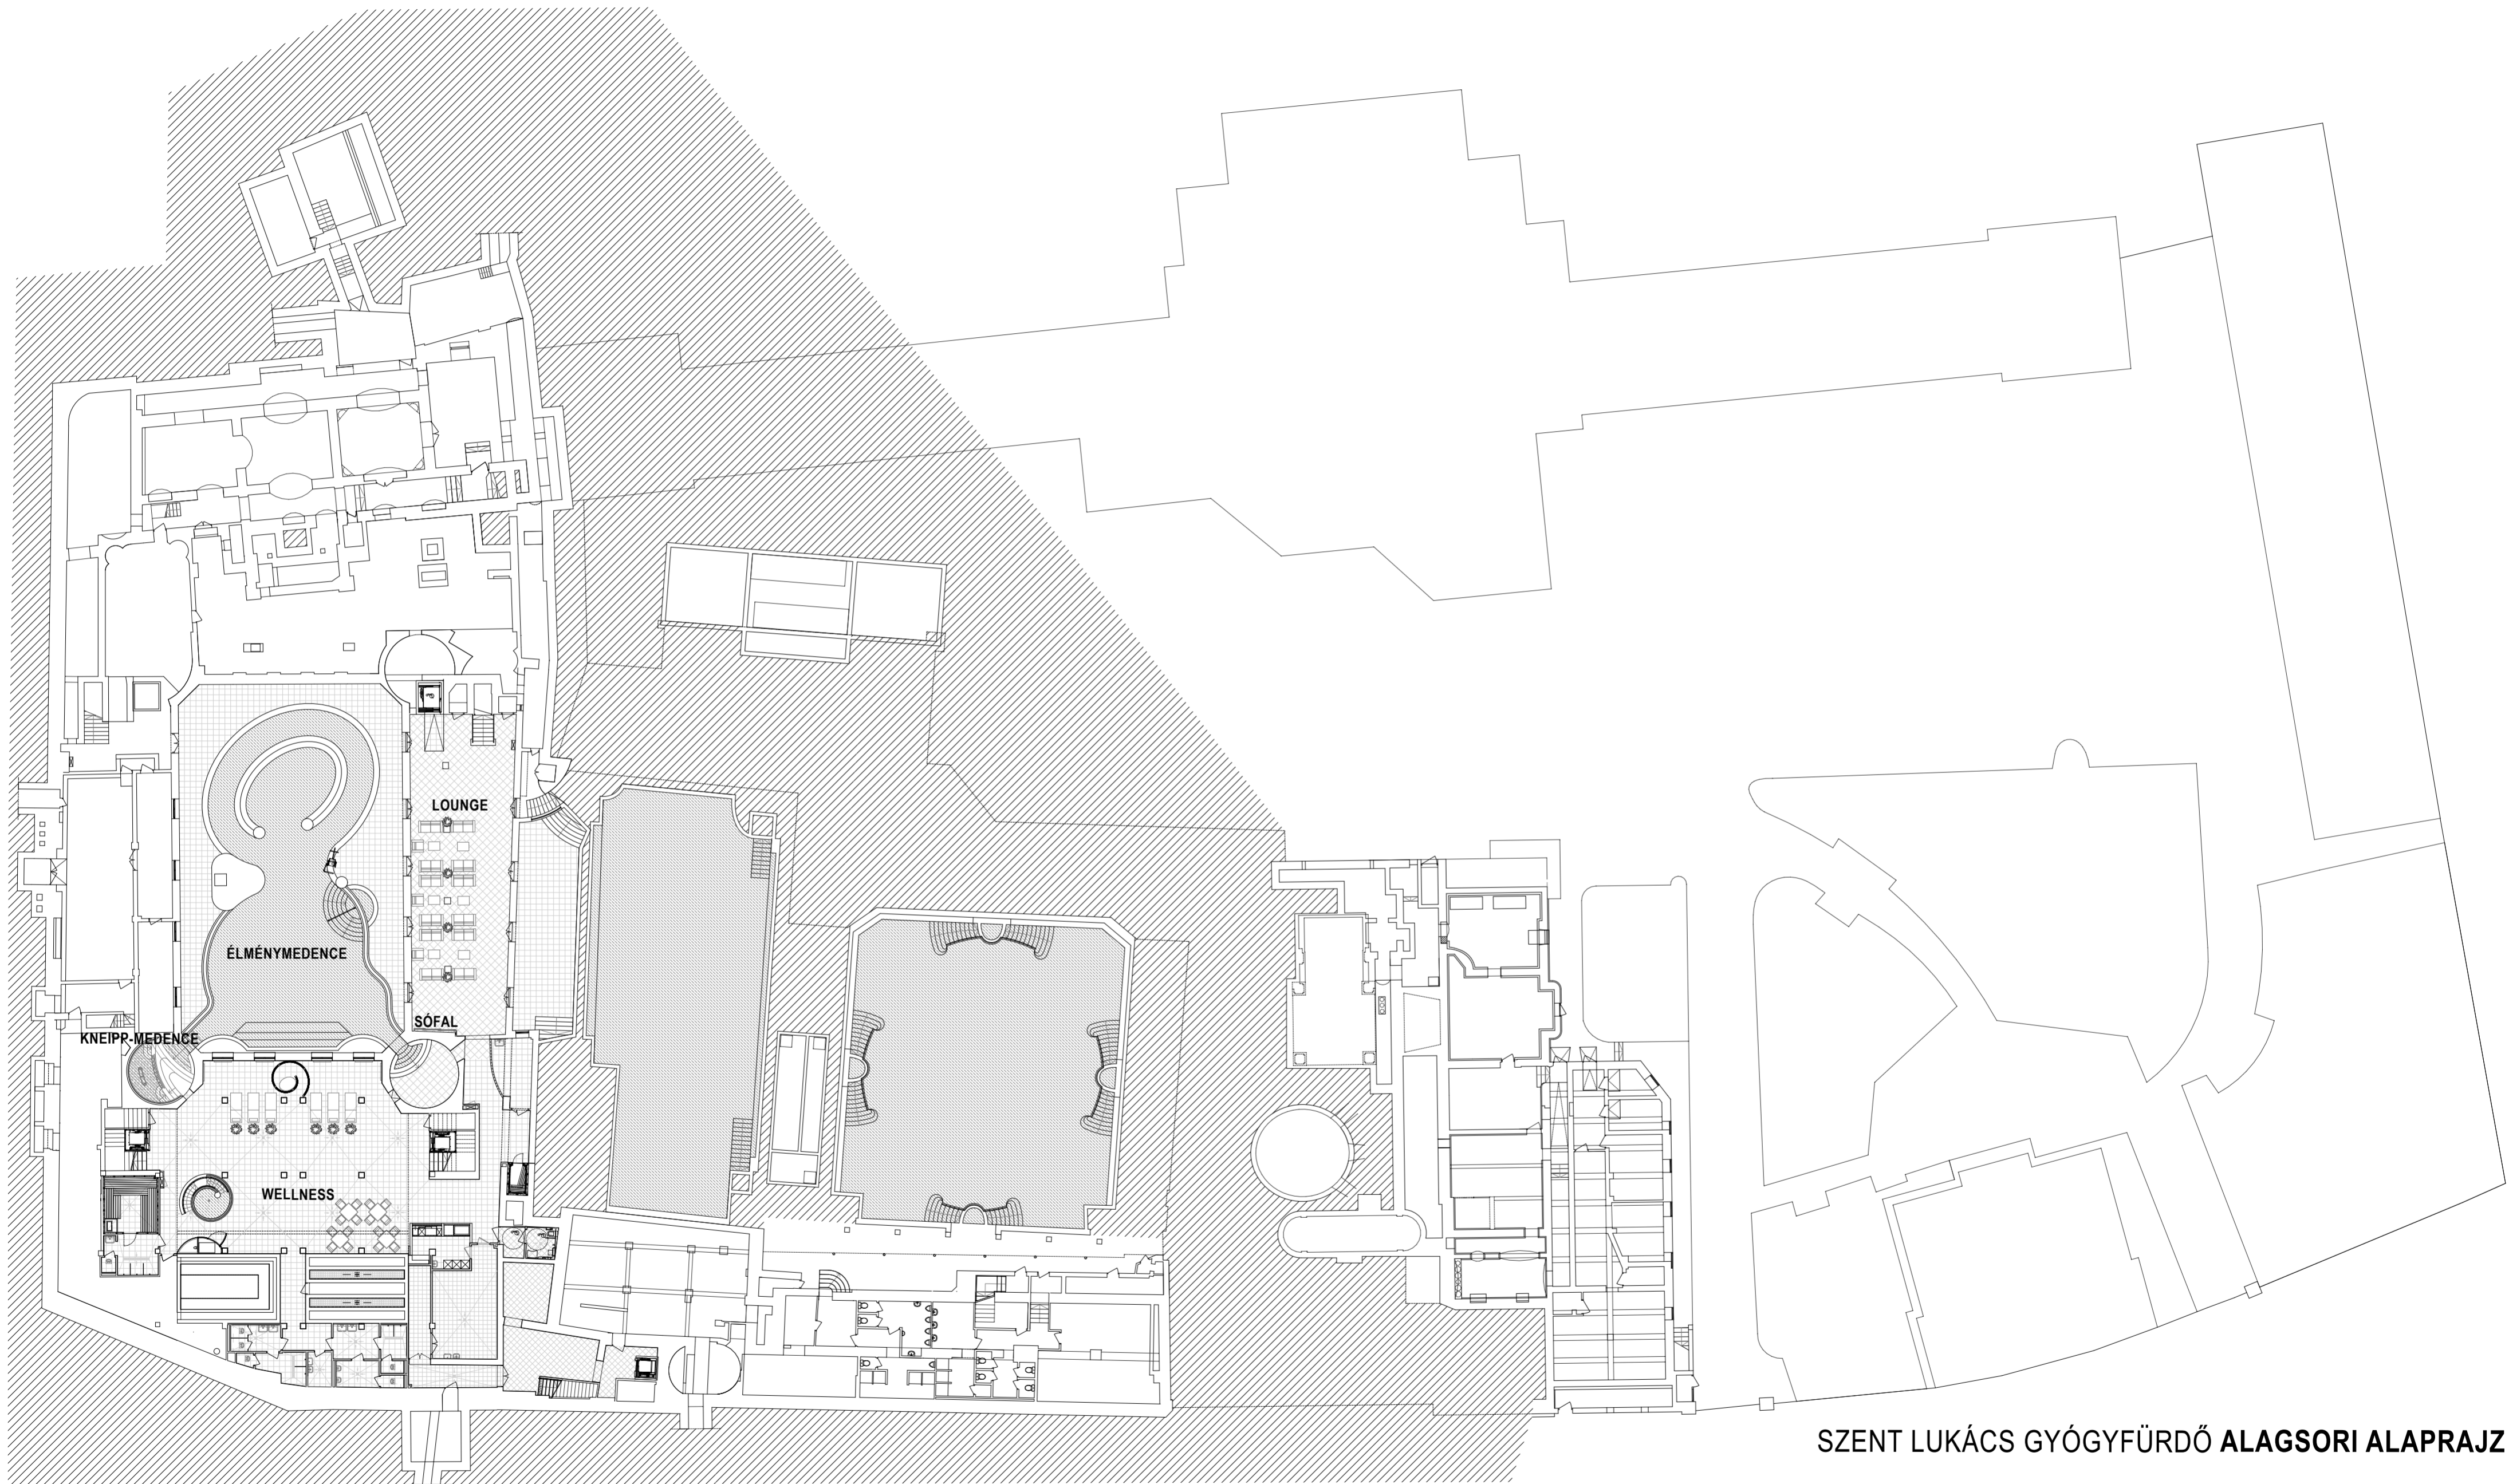 LOUNGE
ÉLMÉNYMEDENCE
SÓFAL
KNEIPP-MEDENCE
WELLNESS
SZENT LUKÁCS GYÓGYFÜRDŐ ALAGSORI ALAPRAJZ